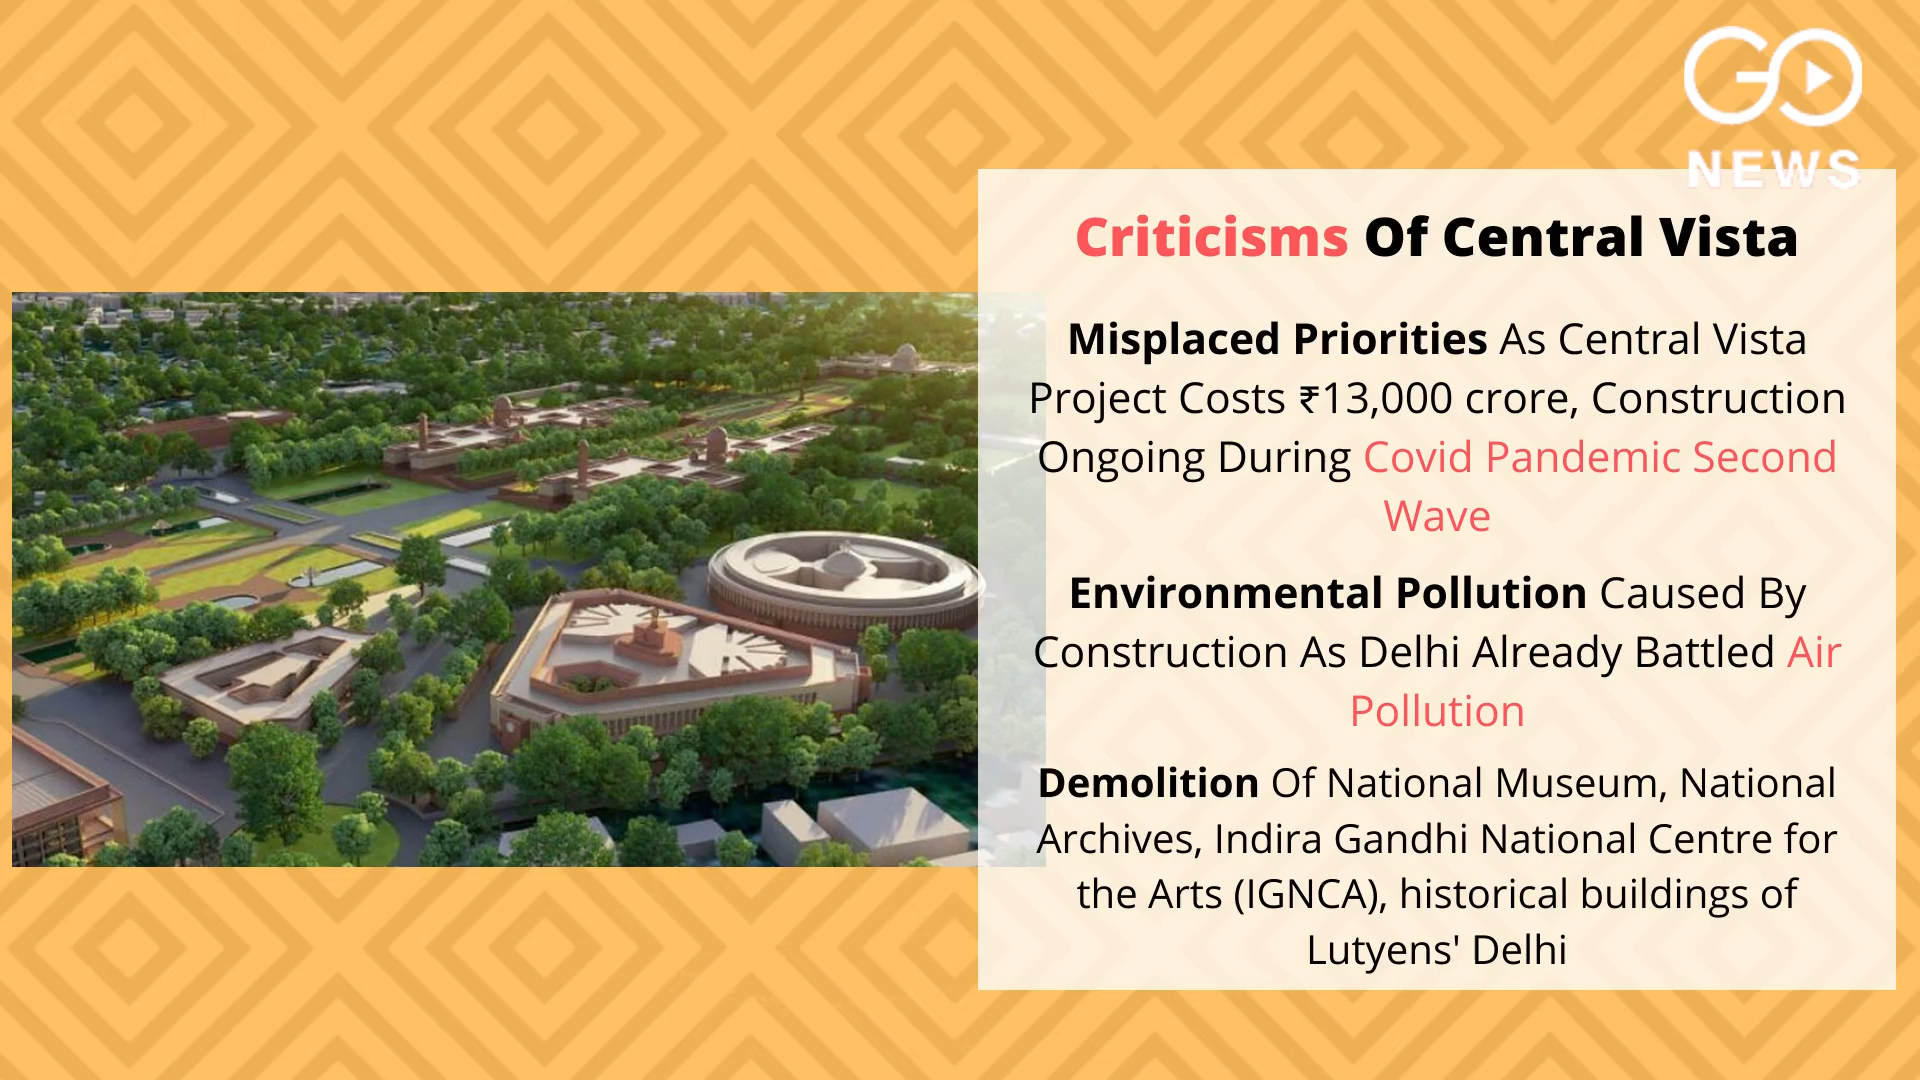 GO
NEWS
Criticisms Of Central Vista
Misplaced Priorities As Central Vista
Project Costs ₹13,000 crore, Construction
Ongoing During Covid Pandemic Second
Wave
Environmental Pollution Caused By
Construction As Delhi Already Battled Air
Pollution
Demolition Of National Museum, National
Archives, Indira Gandhi National Centre for
the Arts (IGNCA), historical buildings of
Lutyens' Delhi